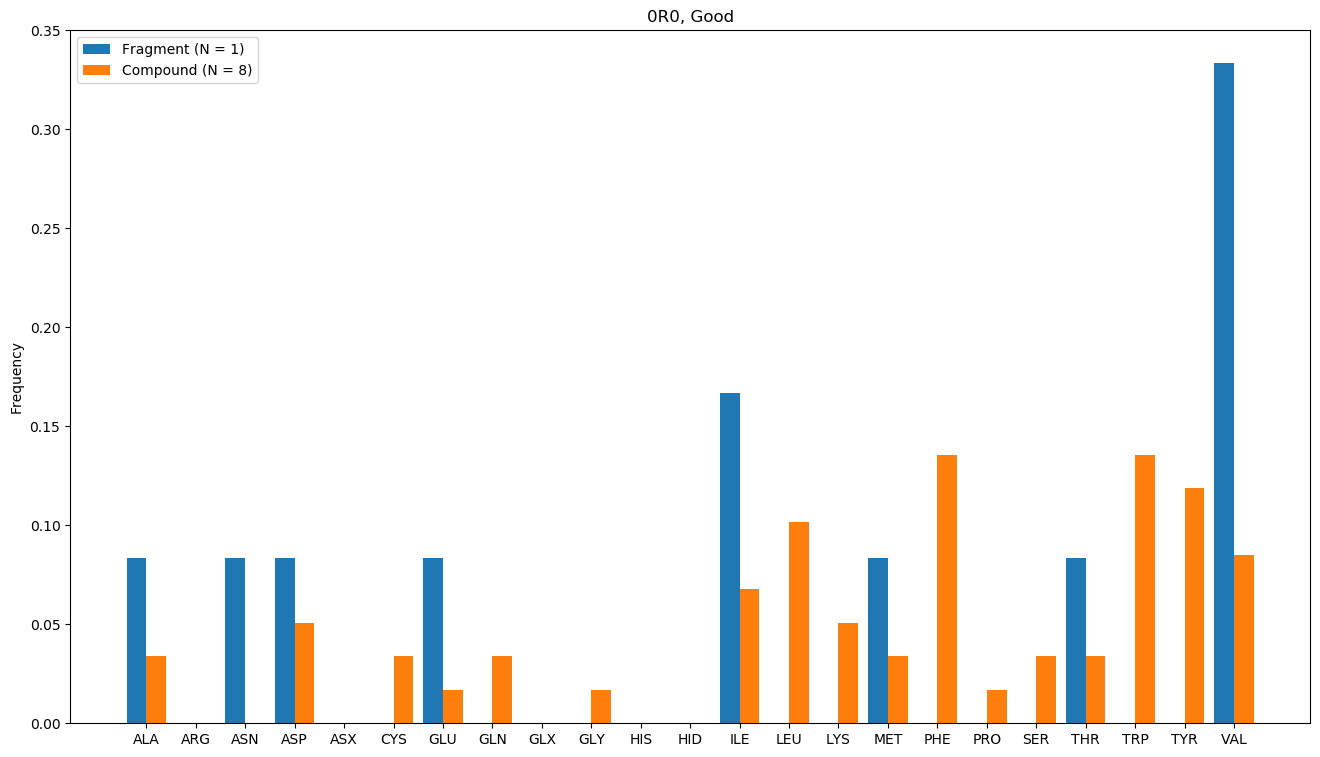 0R0, Good
Fragment (N = 1)
Compound (N = 8)
Frequency
0.35
0.30
0.25
0.20
0.15
0.10
0.05
0.00
ALA ARG ASN ASP ASX CYS GLU GLN GLX GLY HIS HID ILE LEU LYS MET PHE PRO SER THR TRP TYR VAL